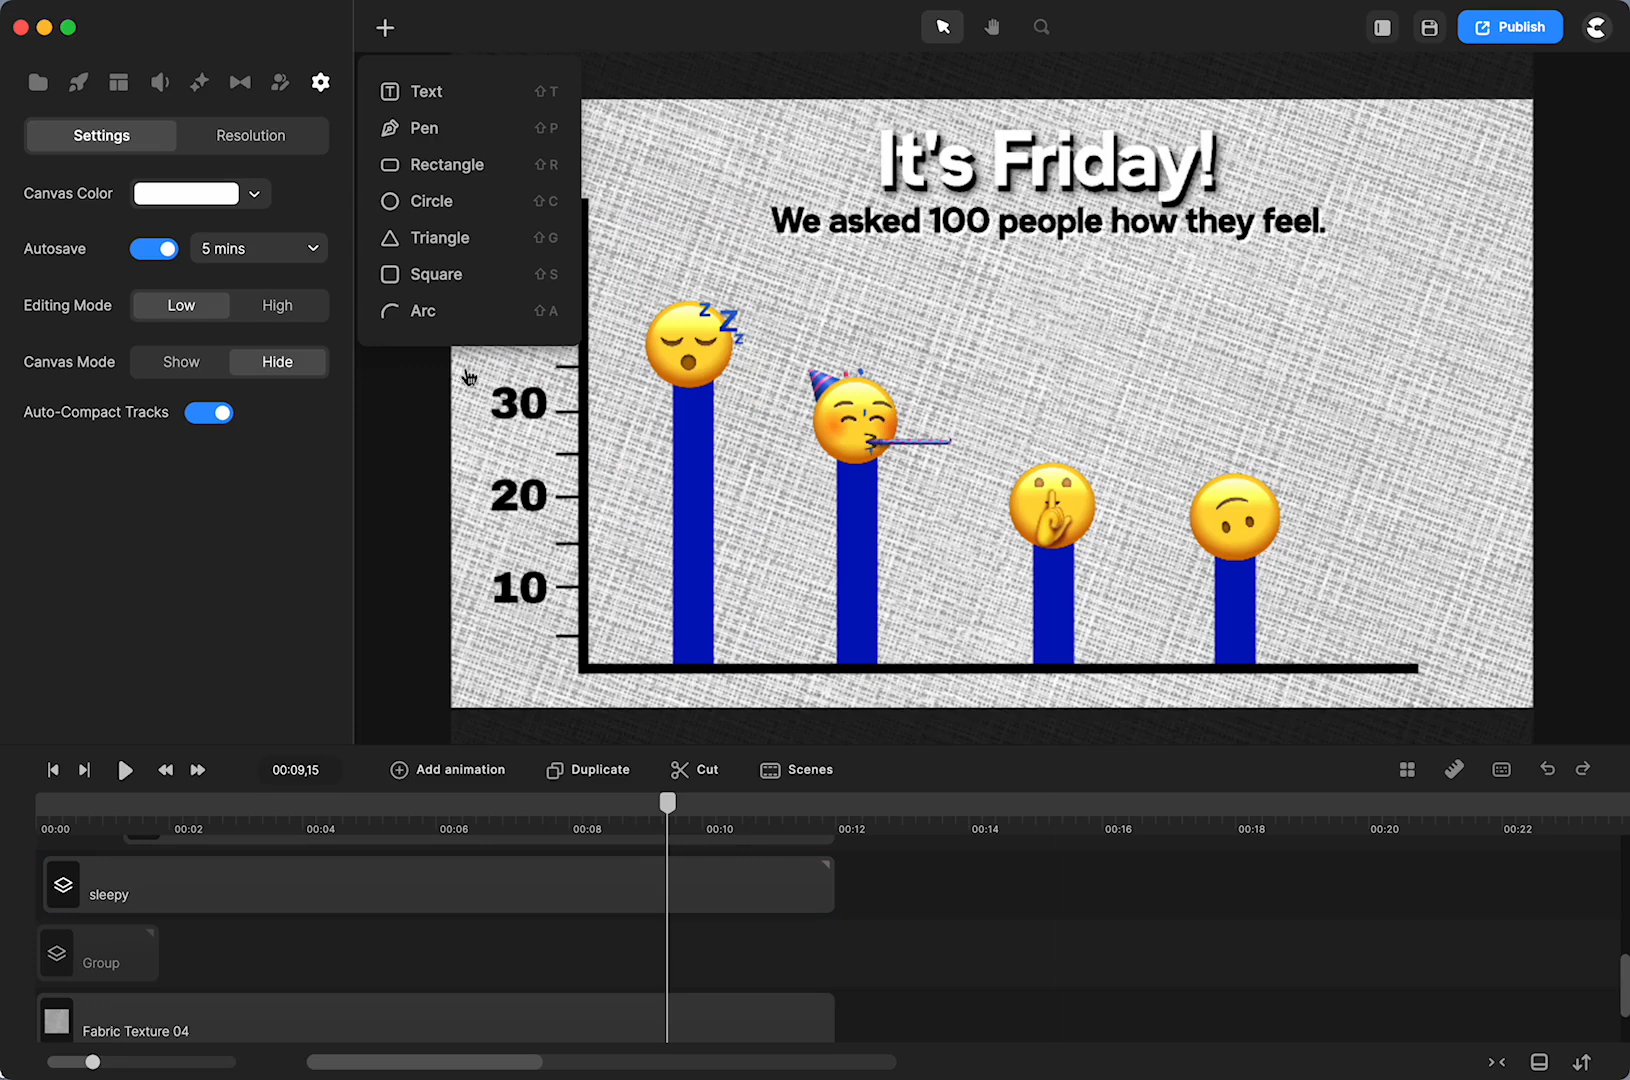 Publish
Settings
Resolution
Canvas Color
Autosave
5 mins
Editing Mode
Low
High
Canvas Mode
Show
Hide
Auto-Compact Tracks
Text ⇧ T
Pen ⇧ P
Rectangle ⇧ R
Circle ⇧ C
Triangle ⇧ G
Square ⇧ S
Arc ⇧ A
It's Friday!
We asked 100 people how they feel.
z Z z
30
20
10
00:09,15
Add animation
Duplicate
Cut
Scenes
00:00 00:02 00:04 00:06 00:08 00:10 00:12 00:14 00:16 00:18 00:20 00:22
sleepy
Group
Fabric Texture 04